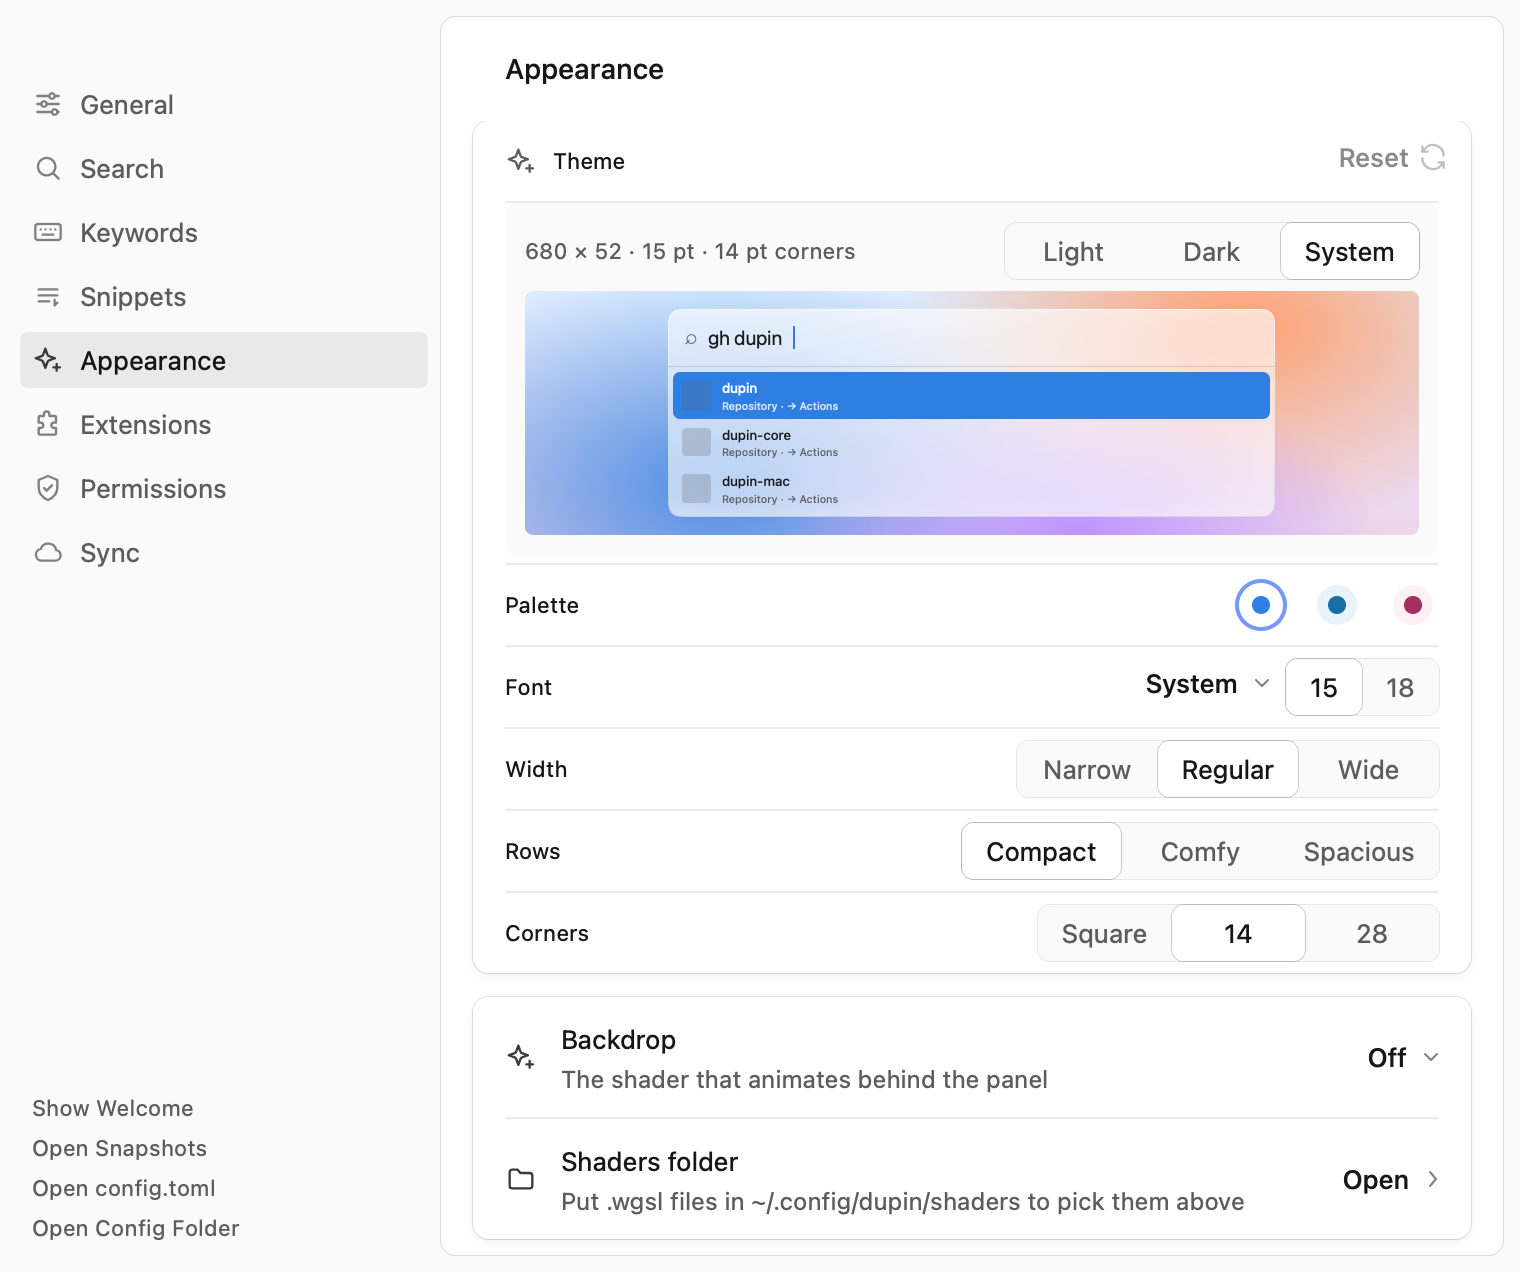 General
Search
Keywords
Snippets
Appearance
Extensions
Permissions
Sync
Show Welcome
Open Snapshots
Open config.toml
Open Config Folder
Appearance
Theme
Reset
680 × 52 · 15 pt · 14 pt corners
Light Dark System
gh dupin
dupin
Repository · → Actions
dupin-core
Repository · → Actions
dupin-mac
Repository · → Actions
Palette
Font
System 15 18
Width
Narrow Regular Wide
Rows
Compact Comfy Spacious
Corners
Square 14 28
Backdrop
The shader that animates behind the panel
Off
Shaders folder
Put .wgsl files in ~/.config/dupin/shaders to pick them above
Open